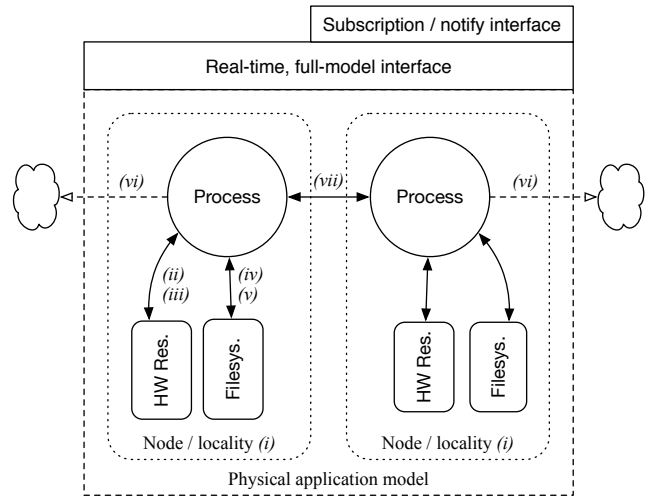 Subscription / notify interface
Real-time, full-model interface
(vi)
Process
(vii)
Process
(vi)
(ii)
(iii)
(iv)
(v)
HW Res.
Filesys.
HW Res.
Filesys.
Node / locality (i)
Node / locality (i)
Physical application model